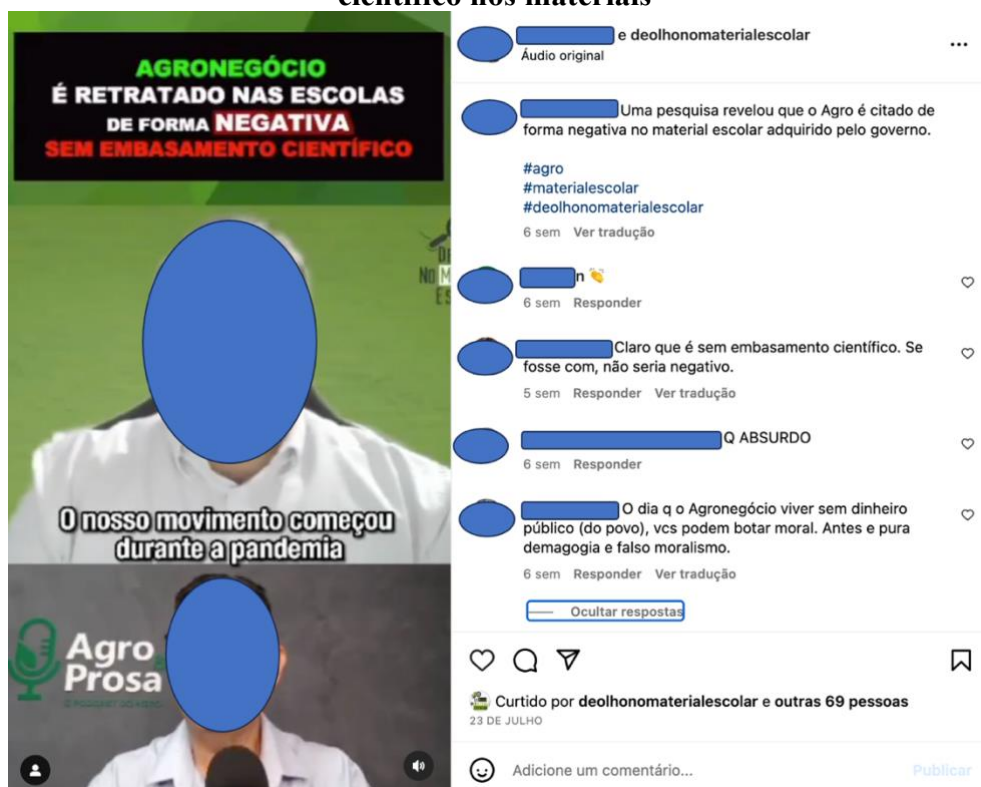 científico nos materiais
AGRONEGÓCIO
É RETRATADO NAS ESCOLAS
DE FORMA NEGATIVA
SEM EMBASAMENTO CIENTÍFICO
O nosso movimento começou
durante a pandemia
Agro
Prosa
e deolhonomaterialescolar
Áudio original
Uma pesquisa revelou que o Agro é citado de
forma negativa no material escolar adquirido pelo governo.
#agro
#materialescolar
#deolhonomaterialescolar
6 sem Ver tradução
n 👏
6 sem Responder
Claro que é sem embasamento científico. Se
fosse com, não seria negativo.
5 sem Responder Ver tradução
Q ABSURDO
6 sem Responder
O dia q o Agronegócio viver sem dinheiro
público (do povo), vcs podem botar moral. Antes e pura
demagogia e falso moralismo.
6 sem Responder Ver tradução
Ocultar respostas
Curtido por deolhonomaterialescolar e outras 69 pessoas
23 DE JULHO
Adicione um comentário... Publicar